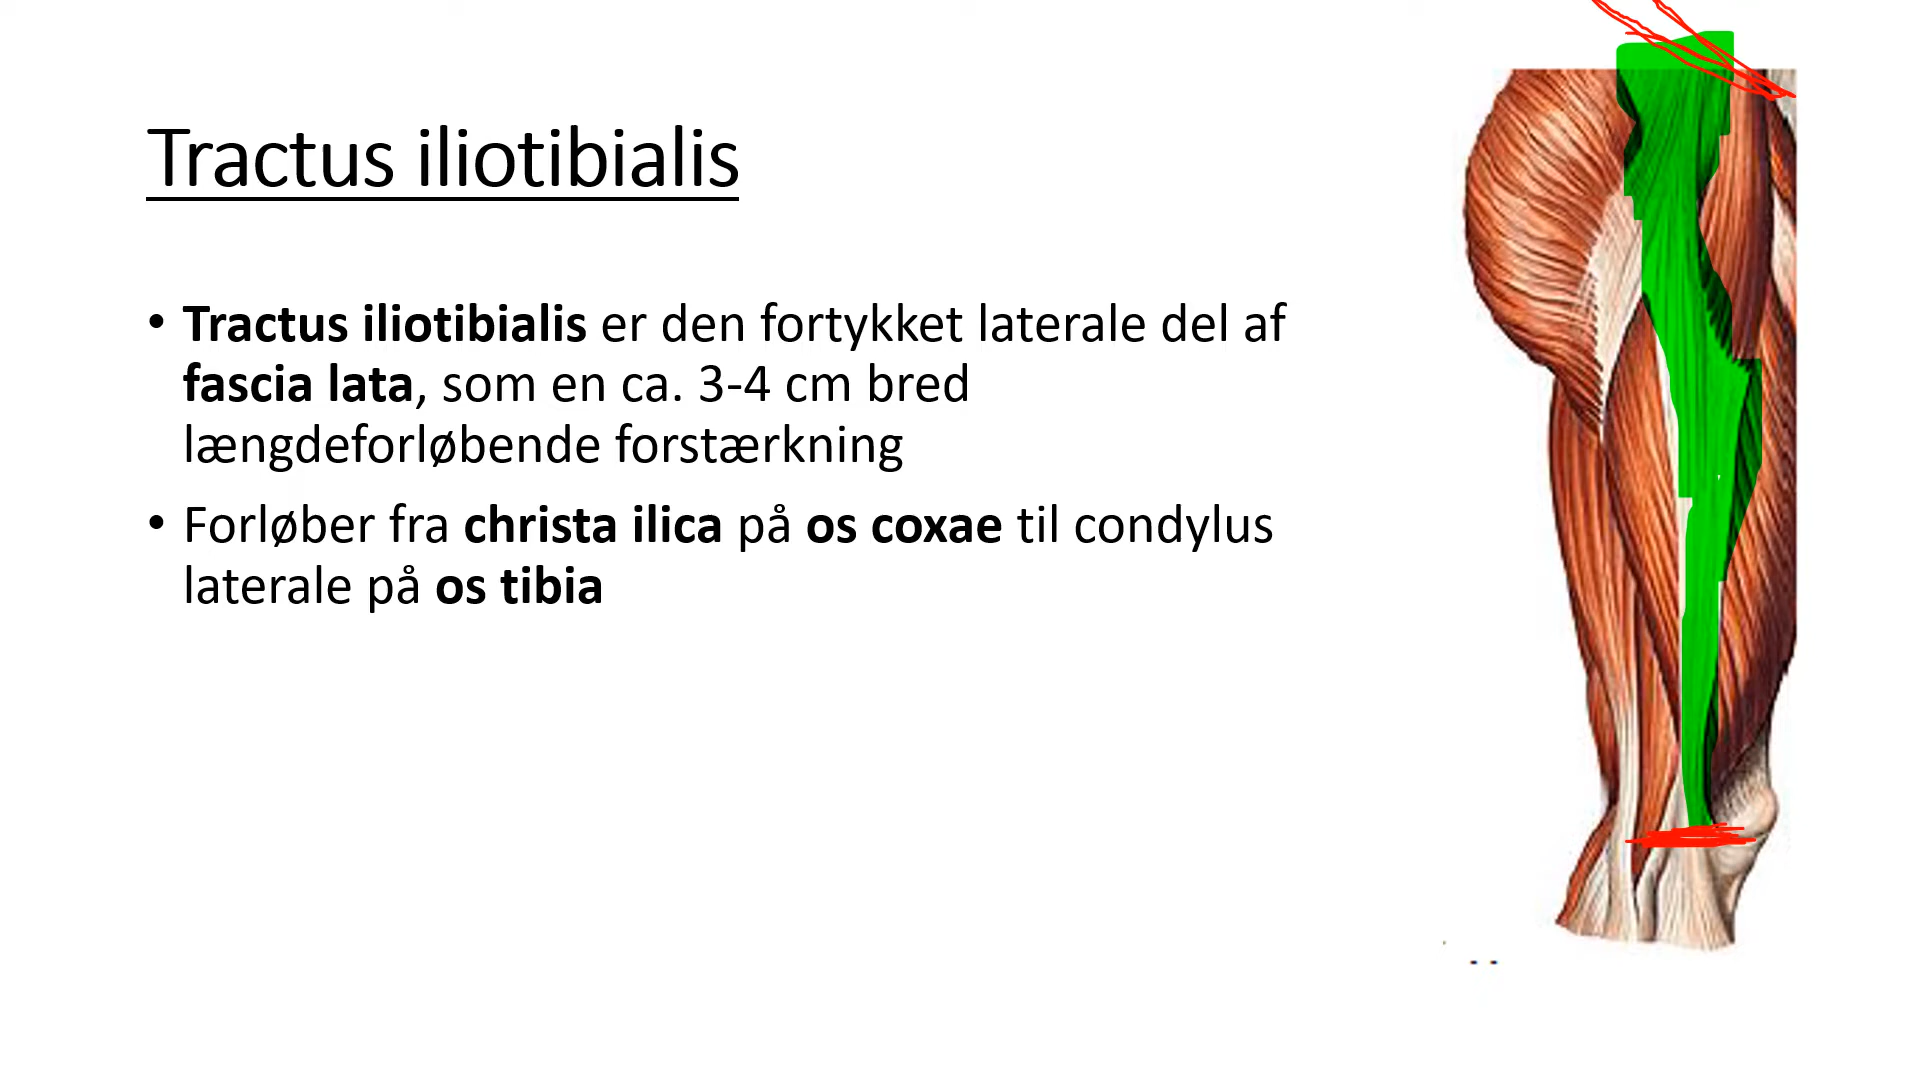 Tractus iliotibialis
• Tractus iliotibialis er den fortykket laterale del af
fascia lata, som en ca. 3-4 cm bred
længdeforløbende forstærkning
• Forløber fra christa ilica på os coxae til condylus
laterale på os tibia